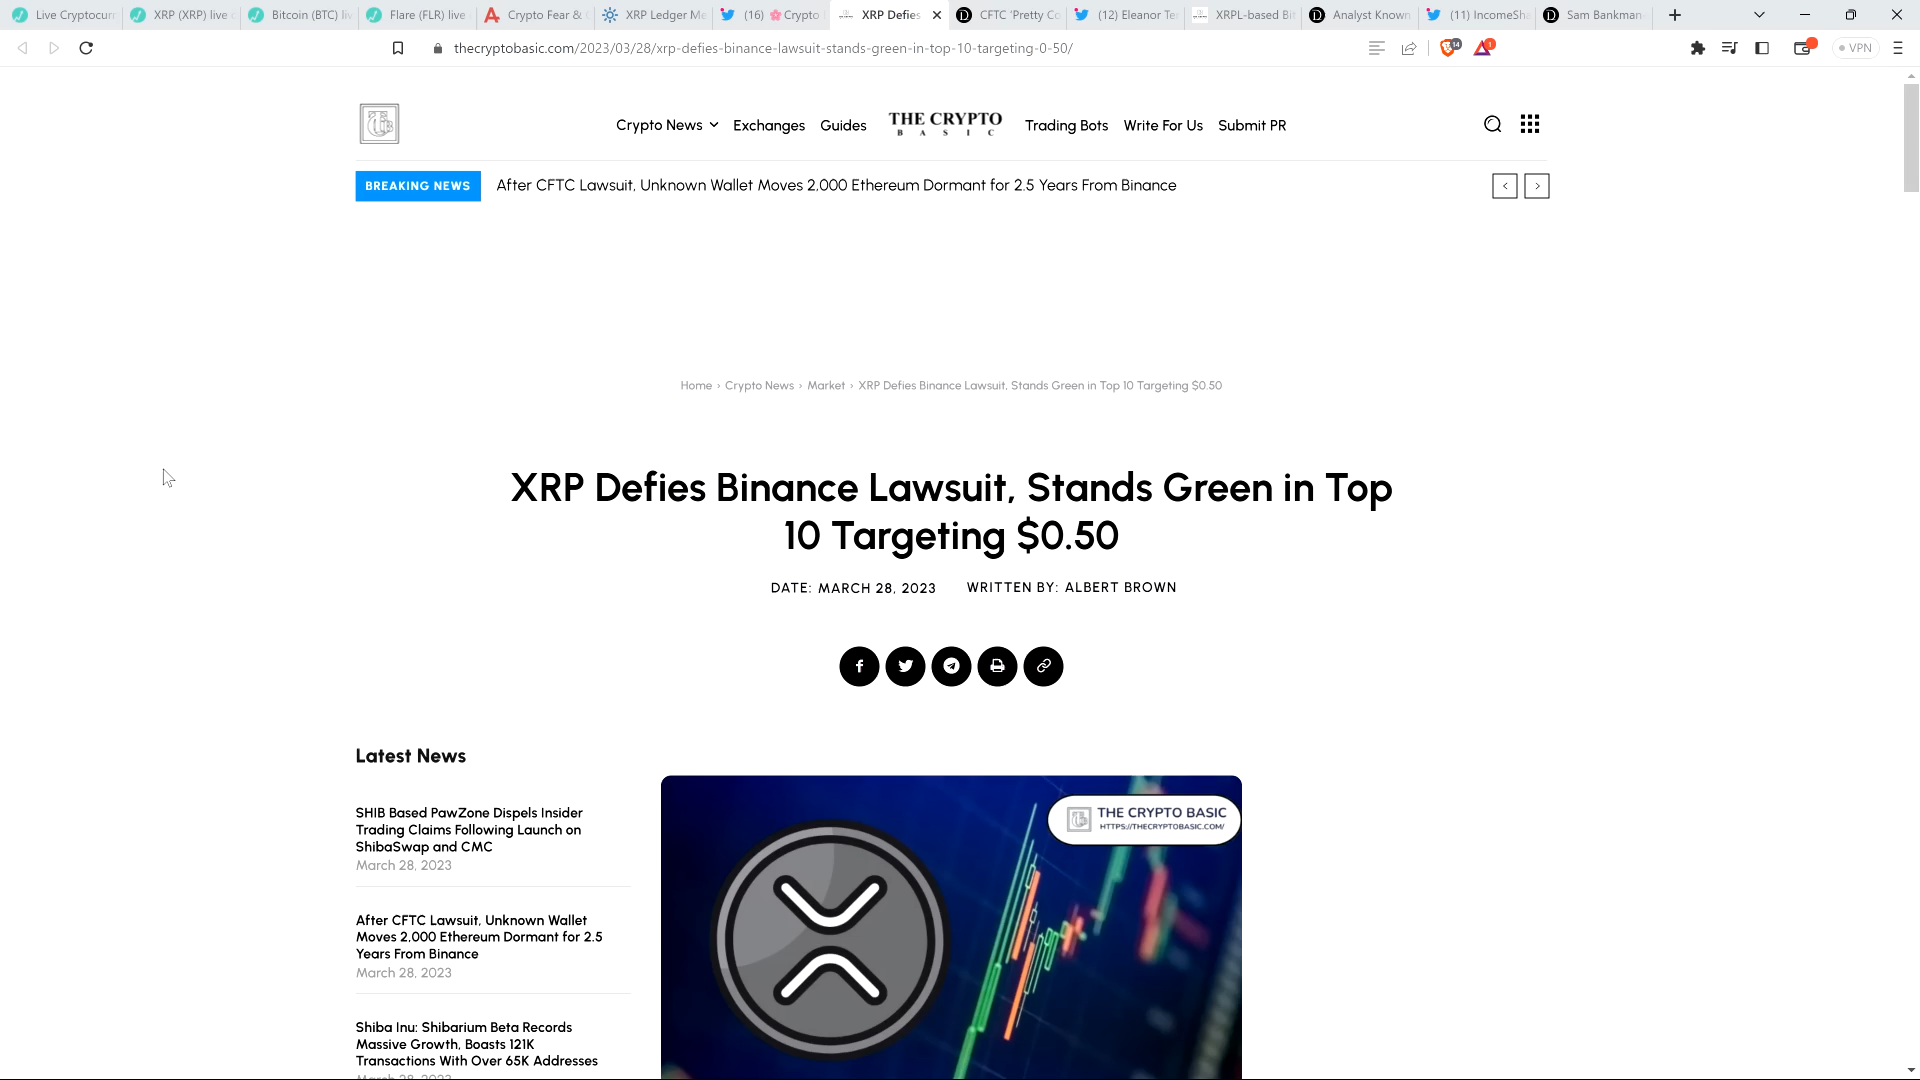 Live Cryptocurr
XRP (XRP) live
Bitcoin (BTC) li
Flare (FLR) live
Crypto Fear &
XRP Ledger Me
(16) 🌸Crypto
XRP Defies
CFTC 'Pretty Co
(12) Eleanor Te
XRPL-based Bi
Analyst Known
(11) IncomeSha
Sam Bankman
thecryptobasic.com/2023/03/28/xrp-defies-binance-lawsuit-stands-green-in-top-10-targeting-0-50/
14
1
VPN
Crypto News
Exchanges
Guides
THE CRYPTO
BASIC
Trading Bots
Write For Us
Submit PR
BREAKING NEWS
After CFTC Lawsuit, Unknown Wallet Moves 2,000 Ethereum Dormant for 2.5 Years From Binance
Home › Crypto News › Market › XRP Defies Binance Lawsuit, Stands Green in Top 10 Targeting $0.50
XRP Defies Binance Lawsuit, Stands Green in Top
10 Targeting $0.50
DATE: MARCH 28, 2023
WRITTEN BY: ALBERT BROWN
Latest News
SHIB Based PawZone Dispels Insider
Trading Claims Following Launch on
ShibaSwap and CMC
March 28, 2023
After CFTC Lawsuit, Unknown Wallet
Moves 2,000 Ethereum Dormant for 2.5
Years From Binance
March 28, 2023
Shiba Inu: Shibarium Beta Records
Massive Growth, Boasts 121K
Transactions With Over 65K Addresses
March 28, 2023
THE CRYPTO BASIC
HTTPS://THECRYPTOBASIC.COM/